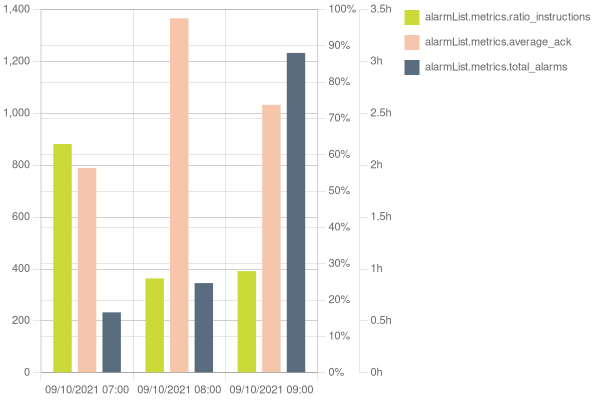 1,400
1,200
1,000
800
600
400
200
0
100%
90%
80%
70%
60%
50%
40%
30%
20%
10%
0%
3.5h
3h
2.5h
2h
1.5h
1h
0.5h
0h
09/10/2021 07:00
09/10/2021 08:00
09/10/2021 09:00
alarmList.metrics.ratio_instructions
alarmList.metrics.average_ack
alarmList.metrics.total_alarms